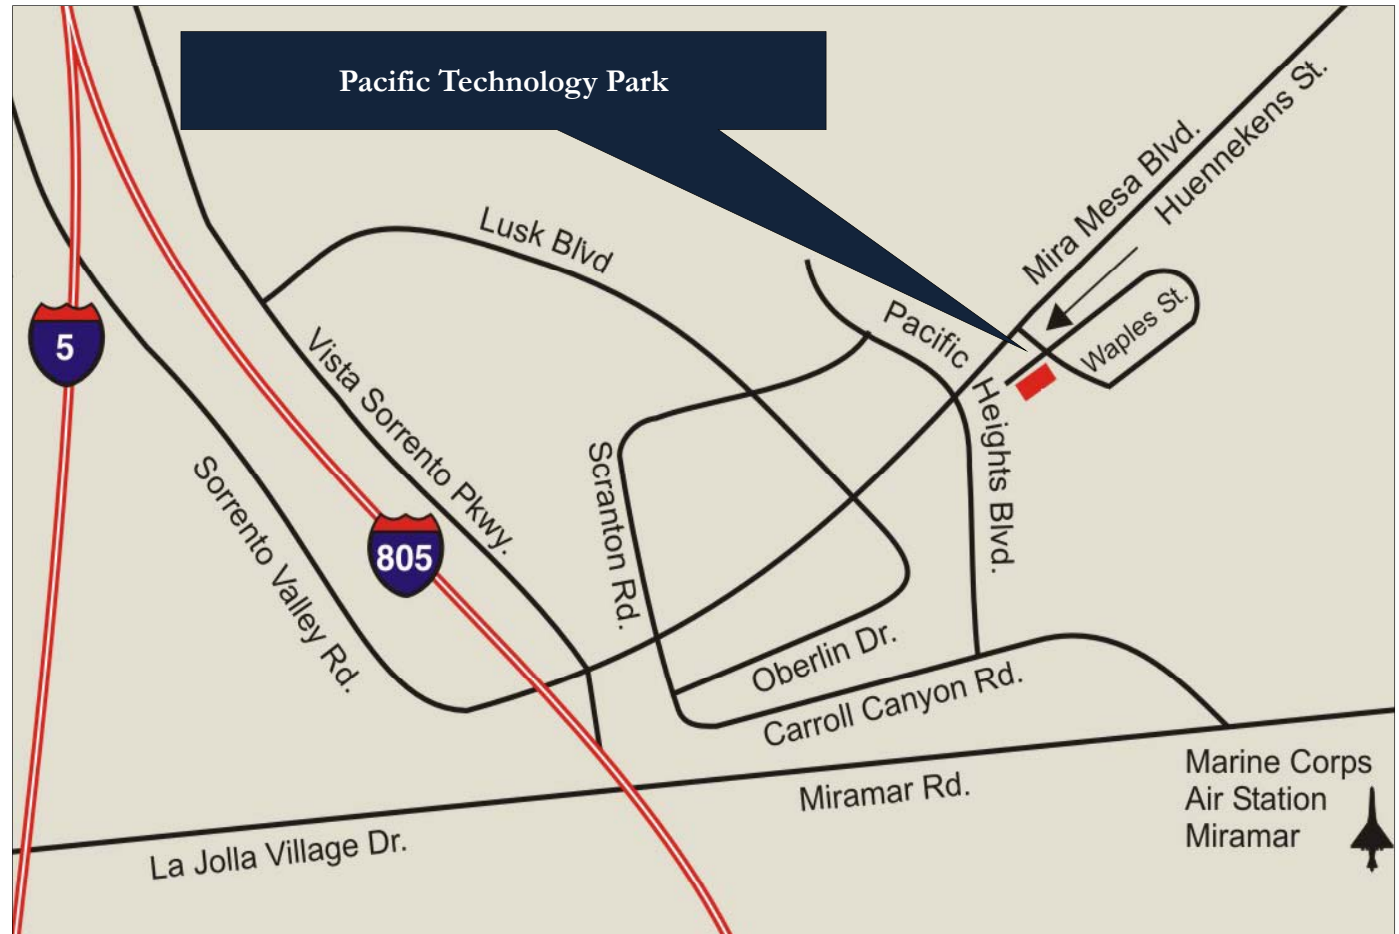 Pacific Technology Park
Mira Mesa Blvd.
Huennekens St.
Lusk Blvd
Pacific
Heights Blvd.
Waples St.
5
Vista Sorrento Pkwy.
Sorrento Valley Rd.
805
Scranton Rd.
Oberlin Dr.
Carroll Canyon Rd.
Miramar Rd.
La Jolla Village Dr.
Marine Corps
Air Station
Miramar